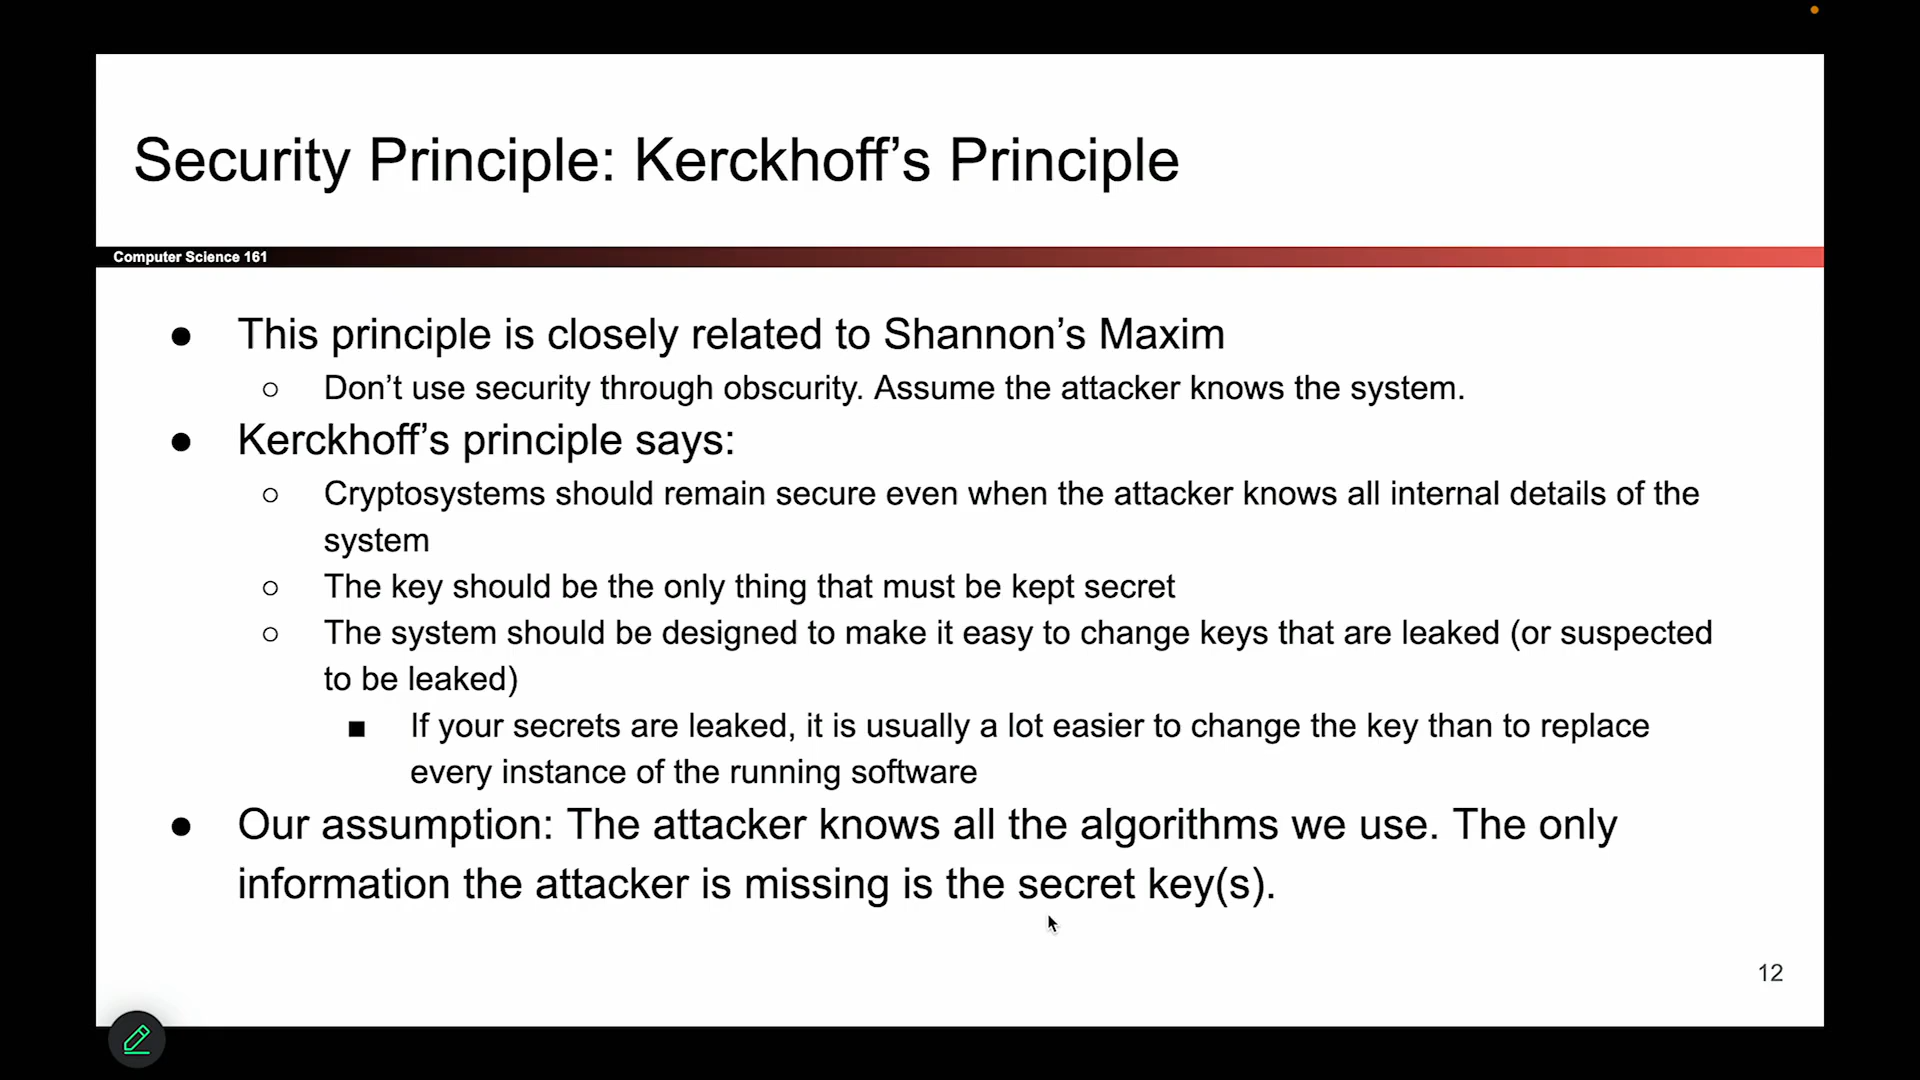 Security Principle: Kerckhoff’s Principle
Computer Science 161
● This principle is closely related to Shannon’s Maxim
○ Don’t use security through obscurity. Assume the attacker knows the system.
● Kerckhoff’s principle says:
○ Cryptosystems should remain secure even when the attacker knows all internal details of the
system
○ The key should be the only thing that must be kept secret
○ The system should be designed to make it easy to change keys that are leaked (or suspected
to be leaked)
■ If your secrets are leaked, it is usually a lot easier to change the key than to replace
every instance of the running software
● Our assumption: The attacker knows all the algorithms we use. The only
information the attacker is missing is the secret key(s).
12